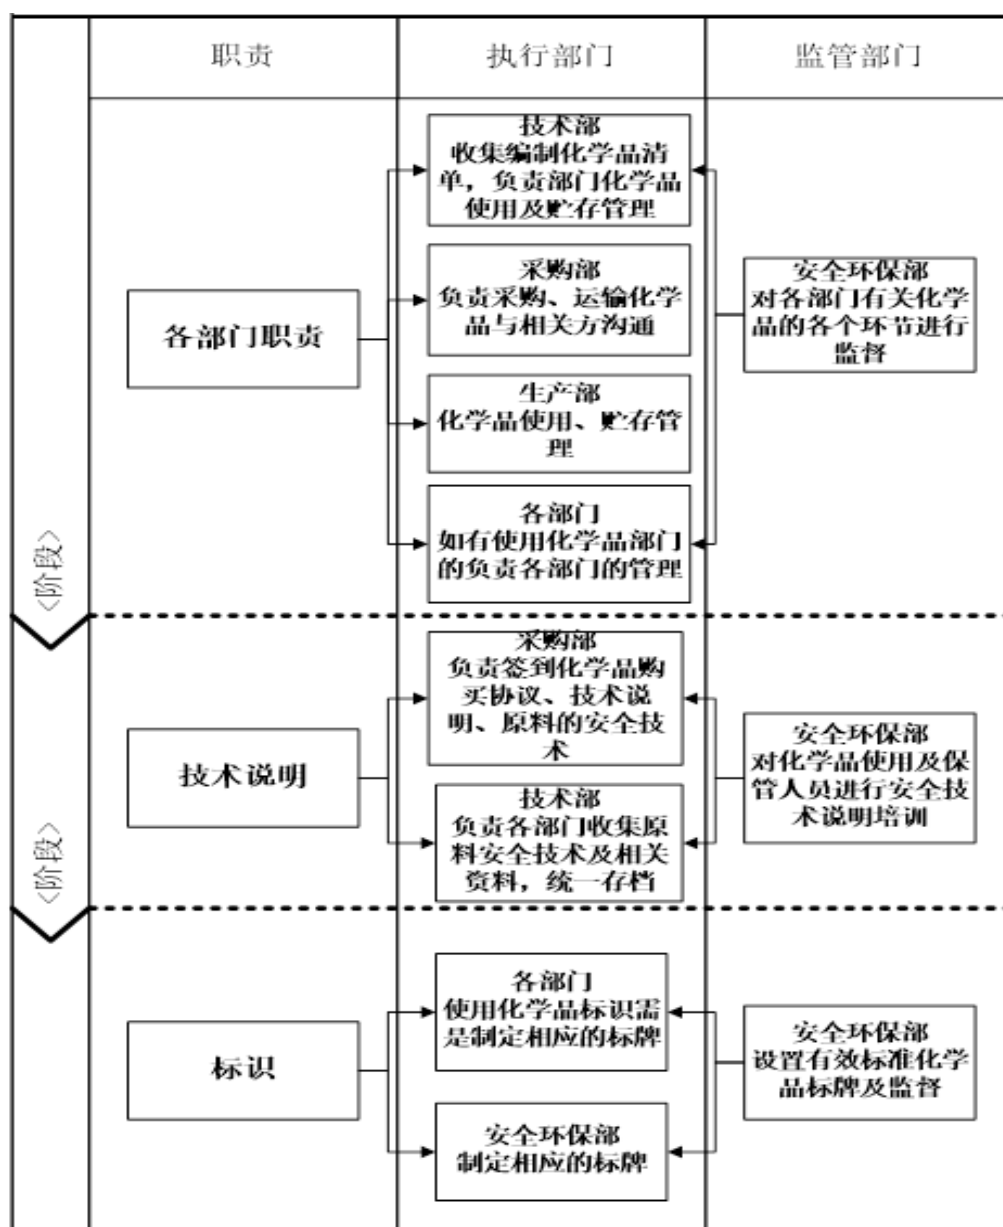 职责
执行部门
监管部门
技术部
收集编制化学品清
单，负责部门化学品
使用及贮存管理
采购部
负责采购、运输化学
品与相关方沟通
安全环保部
对各部门有关化学
品的各个环节进行
监督
各部门职责
生产部
化学品使用、贮存管
理
各部门
如有使用化学品部门
的负责各部门的管理
<阶段>
采购部
负责签到化学品购
买协议、技术说
明、原料的安全技
术
技术说明
安全环保部
对化学品使用及保
管人员进行安全技
术说明培训
技术部
负责各部门收集原
料安全技术及相关
资料，统一存档
<阶段>
各部门
使用化学品标识需
是制定相应的标牌
标识
安全环保部
设置有效标准化学
品标牌及监督
安全环保部
制定相应的标牌